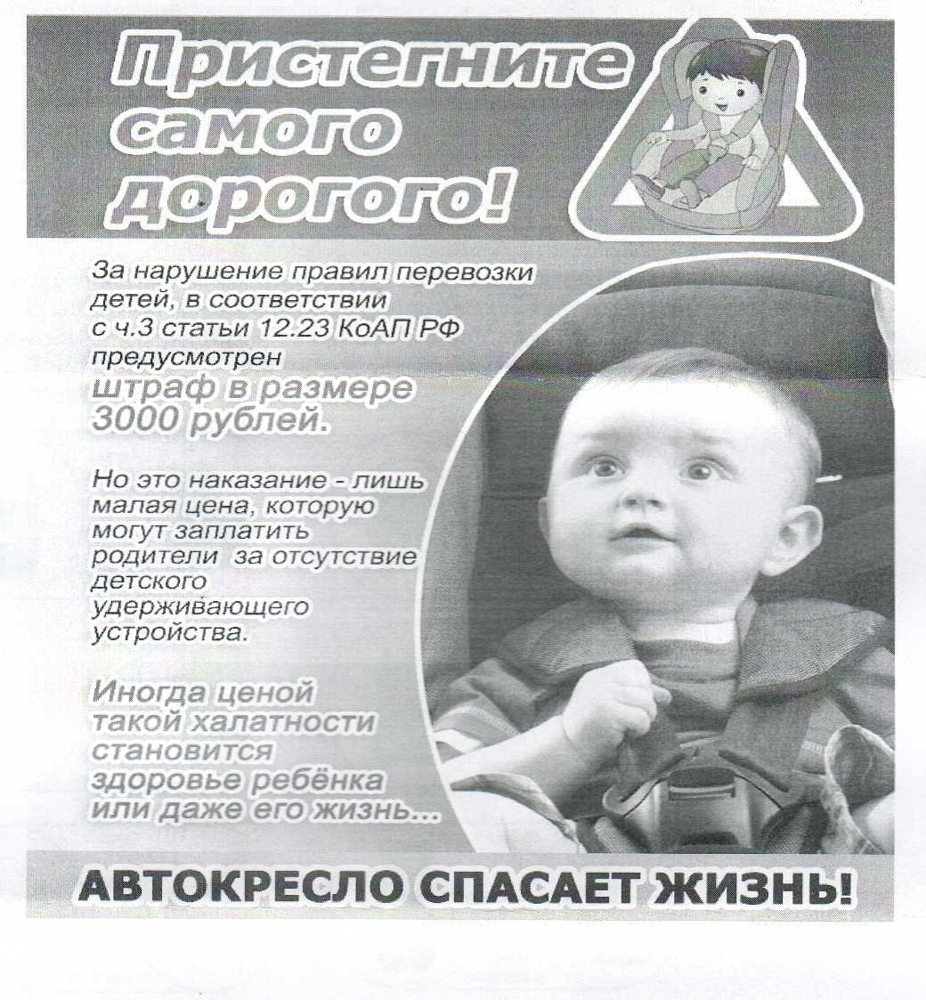 Пристегните
самого
дорогого!
За нарушение правил перевозки
детей, в соответствии
с ч.3 статьи 12.23 КоАП РФ
предусмотрен
штраф в размере
3000 рублей.
Но это наказание - лишь
малая цена, которую
могут заплатить
родители за отсутствие
детского
удерживающего
устройства.
Иногда ценой
такой халатности
становится
здоровье ребёнка
или даже его жизнь...
АВТОКРЕСЛО СПАСАЕТ ЖИЗНЬ!